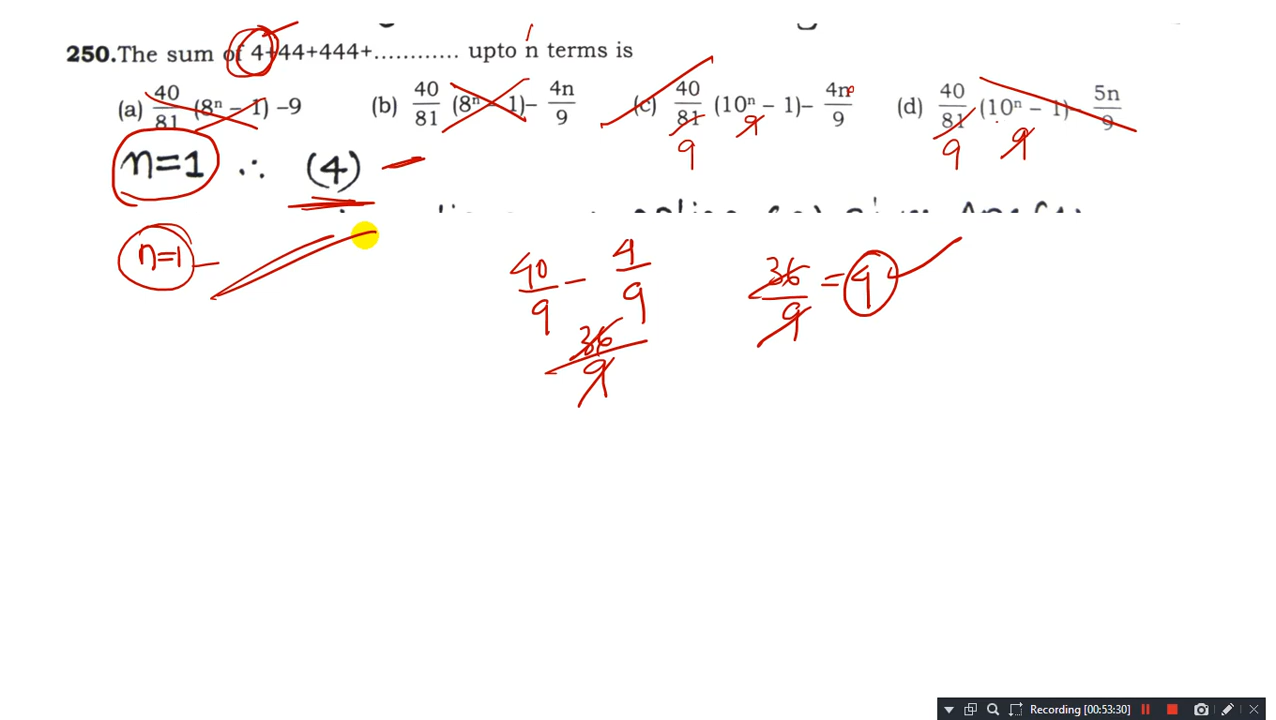 250.The sum of 4+44+444+............ upto n terms is
1
(a) 40/81 (8ⁿ – 1) –9 (b) 40/81 (8ⁿ – 1)– 4n/9 (c) 40/81 (10ⁿ – 1)– 4n/9 (d) 40/81 (10ⁿ – 1) – 5n/9
9 9 9 9
n=1 ∴ (4)
n=1
40/9 – 4/9 36/9 = 4
36/9
Recording [00:53:30]